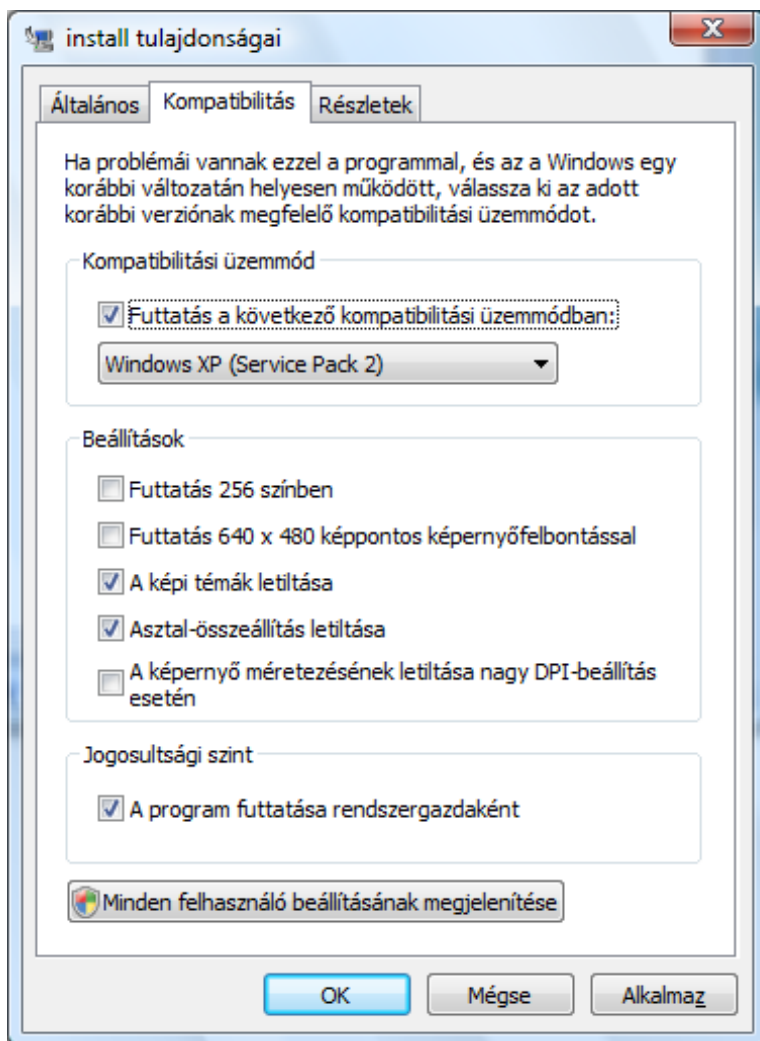 install tulajdonságai
Általános
Kompatibilitás
Részletek
Ha problémái vannak ezzel a programmal, és az a Windows egy
korábbi változatán helyesen működött, válassza ki az adott
korábbi verziónak megfelelő kompatibilitási üzemmódot.
Kompatibilitási üzemmód
Futtatás a következő kompatibilitási üzemmódban:
Windows XP (Service Pack 2)
Beállítások
Futtatás 256 színben
Futtatás 640 x 480 képpontos képernyőfelbontással
A képi témák letiltása
Asztal-összeállítás letiltása
A képernyő méretezésének letiltása nagy DPI-beállítás
esetén
Jogosultsági szint
A program futtatása rendszergazdaként
Minden felhasználó beállításának megjelenítése
OK
Mégse
Alkalmaz